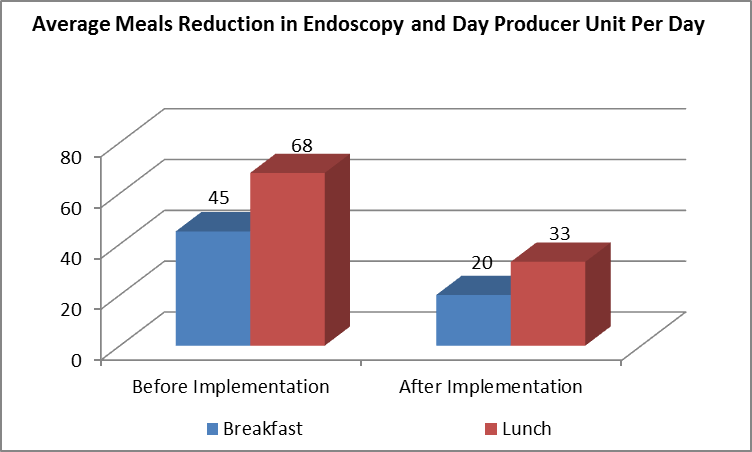 Average Meals Reduction in Endoscopy and Day Producer Unit Per Day
80
60
40
20
0
45
68
20
33
Before Implementation
After Implementation
Breakfast
Lunch